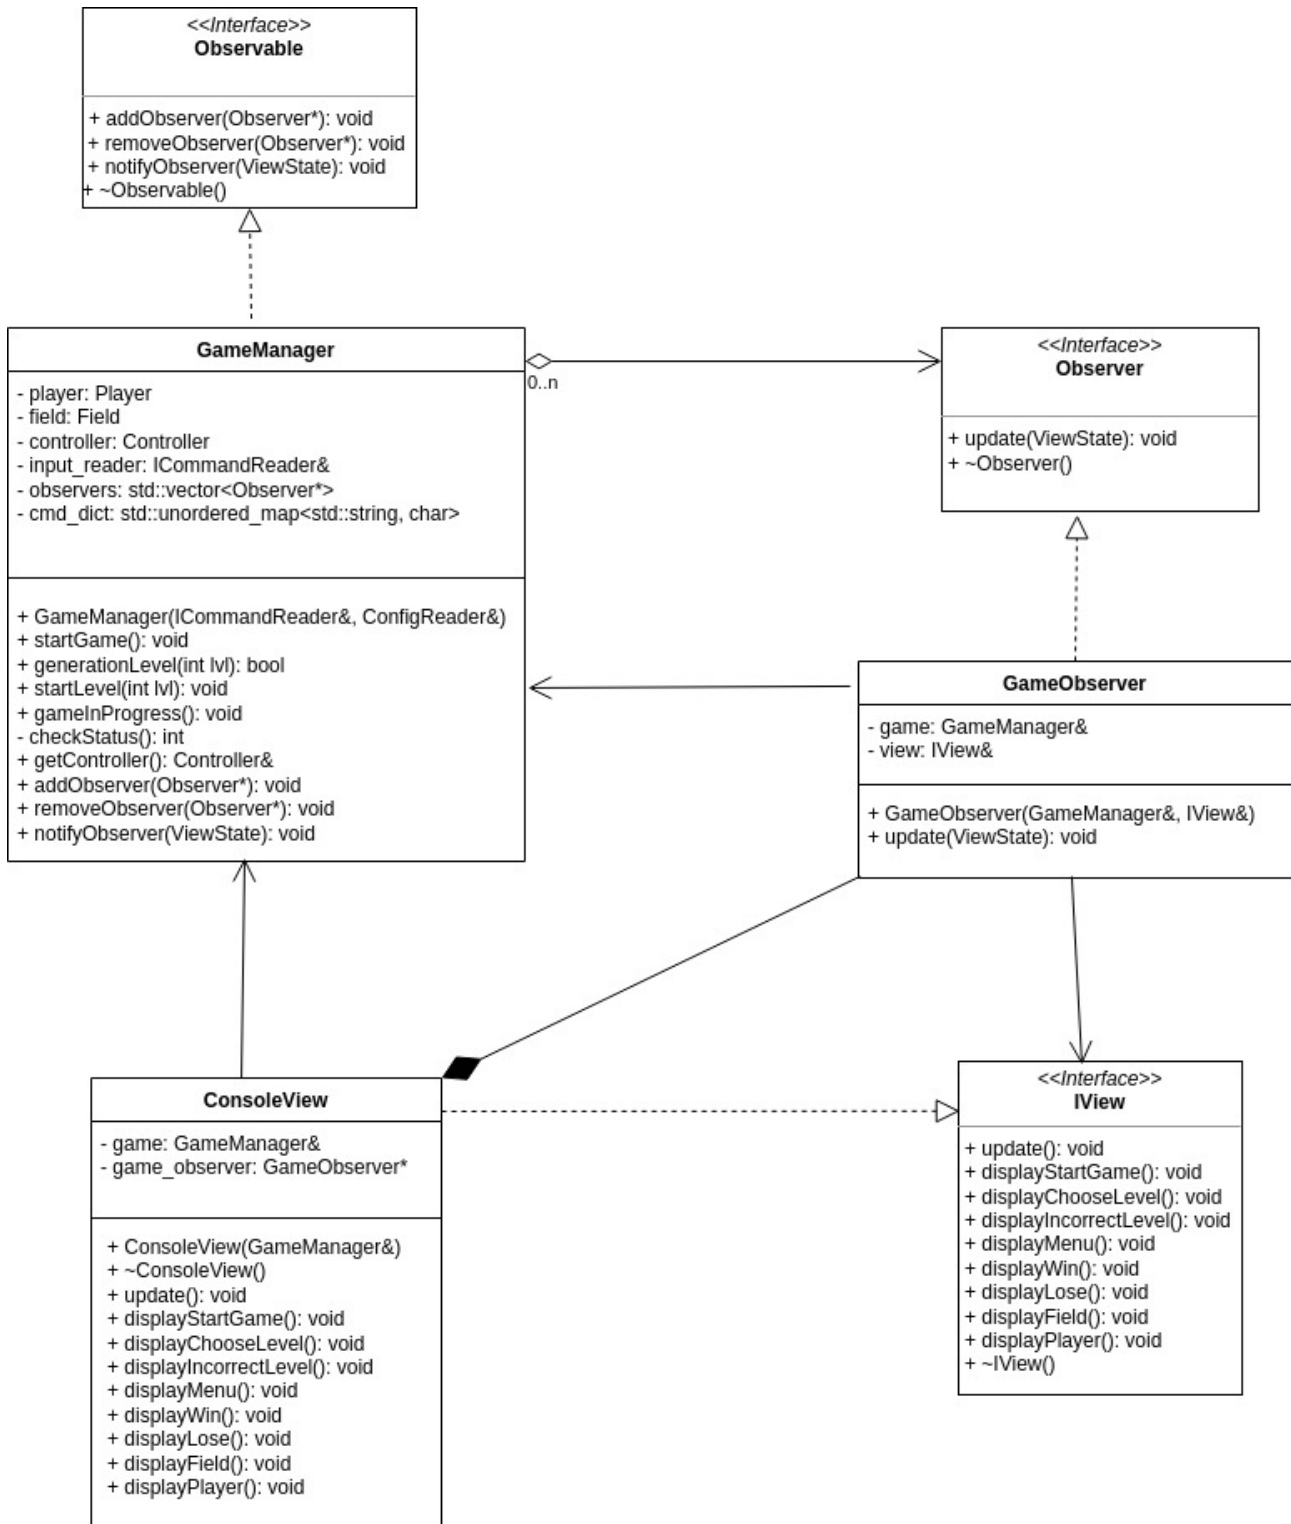 <<Interface>>
Observable
+ addObserver(Observer*): void
+ removeObserver(Observer*): void
+ notifyObserver(ViewState): void
+ ~Observable()
GameManager
- player: Player
- field: Field
- controller: Controller
- input_reader: ICommandReader&
- observers: std::vector<Observer*>
- cmd_dict: std::unordered_map<std::string, char>
+ GameManager(ICommandReader&, ConfigReader&)
+ startGame(): void
+ generationLevel(int lvl): bool
+ startLevel(int lvl): void
+ gameInProgress(): void
- checkStatus(): int
+ getController(): Controller&
+ addObserver(Observer*): void
+ removeObserver(Observer*): void
+ notifyObserver(ViewState): void
0..n
<<Interface>>
Observer
+ update(ViewState): void
+ ~Observer()
GameObserver
- game: GameManager&
- view: IView&
+ GameObserver(GameManager&, IView&)
+ update(ViewState): void
ConsoleView
- game: GameManager&
- game_observer: GameObserver*
+ ConsoleView(GameManager&)
+ ~ConsoleView()
+ update(): void
+ displayStartGame(): void
+ displayChooseLevel(): void
+ displayIncorrectLevel(): void
+ displayMenu(): void
+ displayWin(): void
+ displayLose(): void
+ displayField(): void
+ displayPlayer(): void
<<Interface>>
IView
+ update(): void
+ displayStartGame(): void
+ displayChooseLevel(): void
+ displayIncorrectLevel(): void
+ displayMenu(): void
+ displayWin(): void
+ displayLose(): void
+ displayField(): void
+ displayPlayer(): void
+ ~IView()